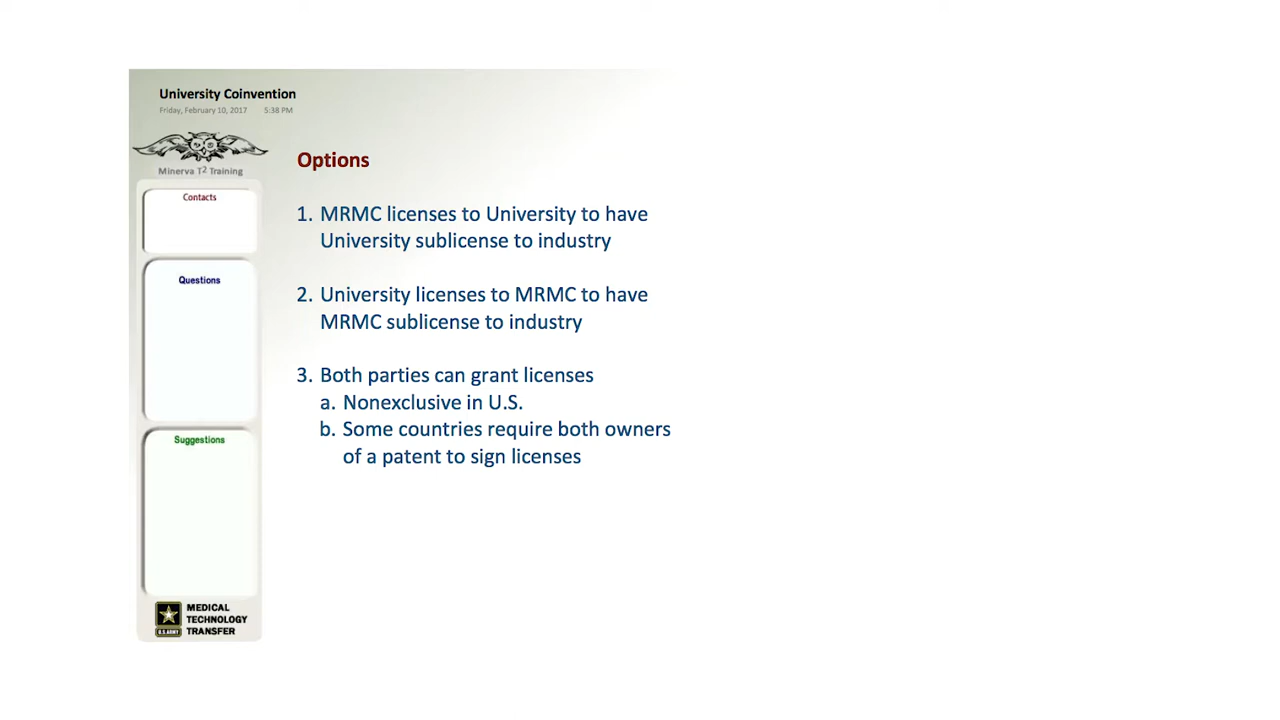 University Coinvention
Friday, February 10, 2017 5:38 PM
Minerva T2 Training
Contacts
Questions
Suggestions
U.S.ARMY
MEDICAL
TECHNOLOGY
TRANSFER
Options
1. MRMC licenses to University to have
University sublicense to industry
2. University licenses to MRMC to have
MRMC sublicense to industry
3. Both parties can grant licenses
a. Nonexclusive in U.S.
b. Some countries require both owners
of a patent to sign licenses